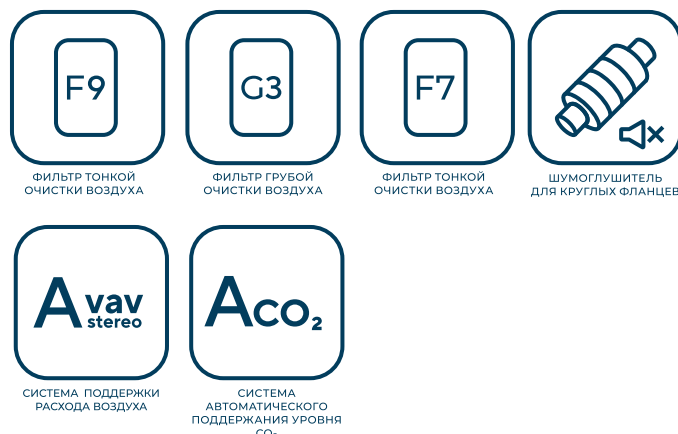 F9
ФИЛЬТР ТОНКОЙ
ОЧИСТКИ ВОЗДУХА
G3
ФИЛЬТР ГРУБОЙ
ОЧИСТКИ ВОЗДУХА
F7
ФИЛЬТР ТОНКОЙ
ОЧИСТКИ ВОЗДУХА
ШУМОГЛУШИТЕЛЬ
ДЛЯ КРУГЛЫХ ФЛАНЦЕВ
A vav
stereo
СИСТЕМА ПОДДЕРЖКИ
РАСХОДА ВОЗДУХА
Aco₂
СИСТЕМА
АВТОМАТИЧЕСКОГО
ПОДДЕРЖАНИЯ УРОВНЯ
CO₂